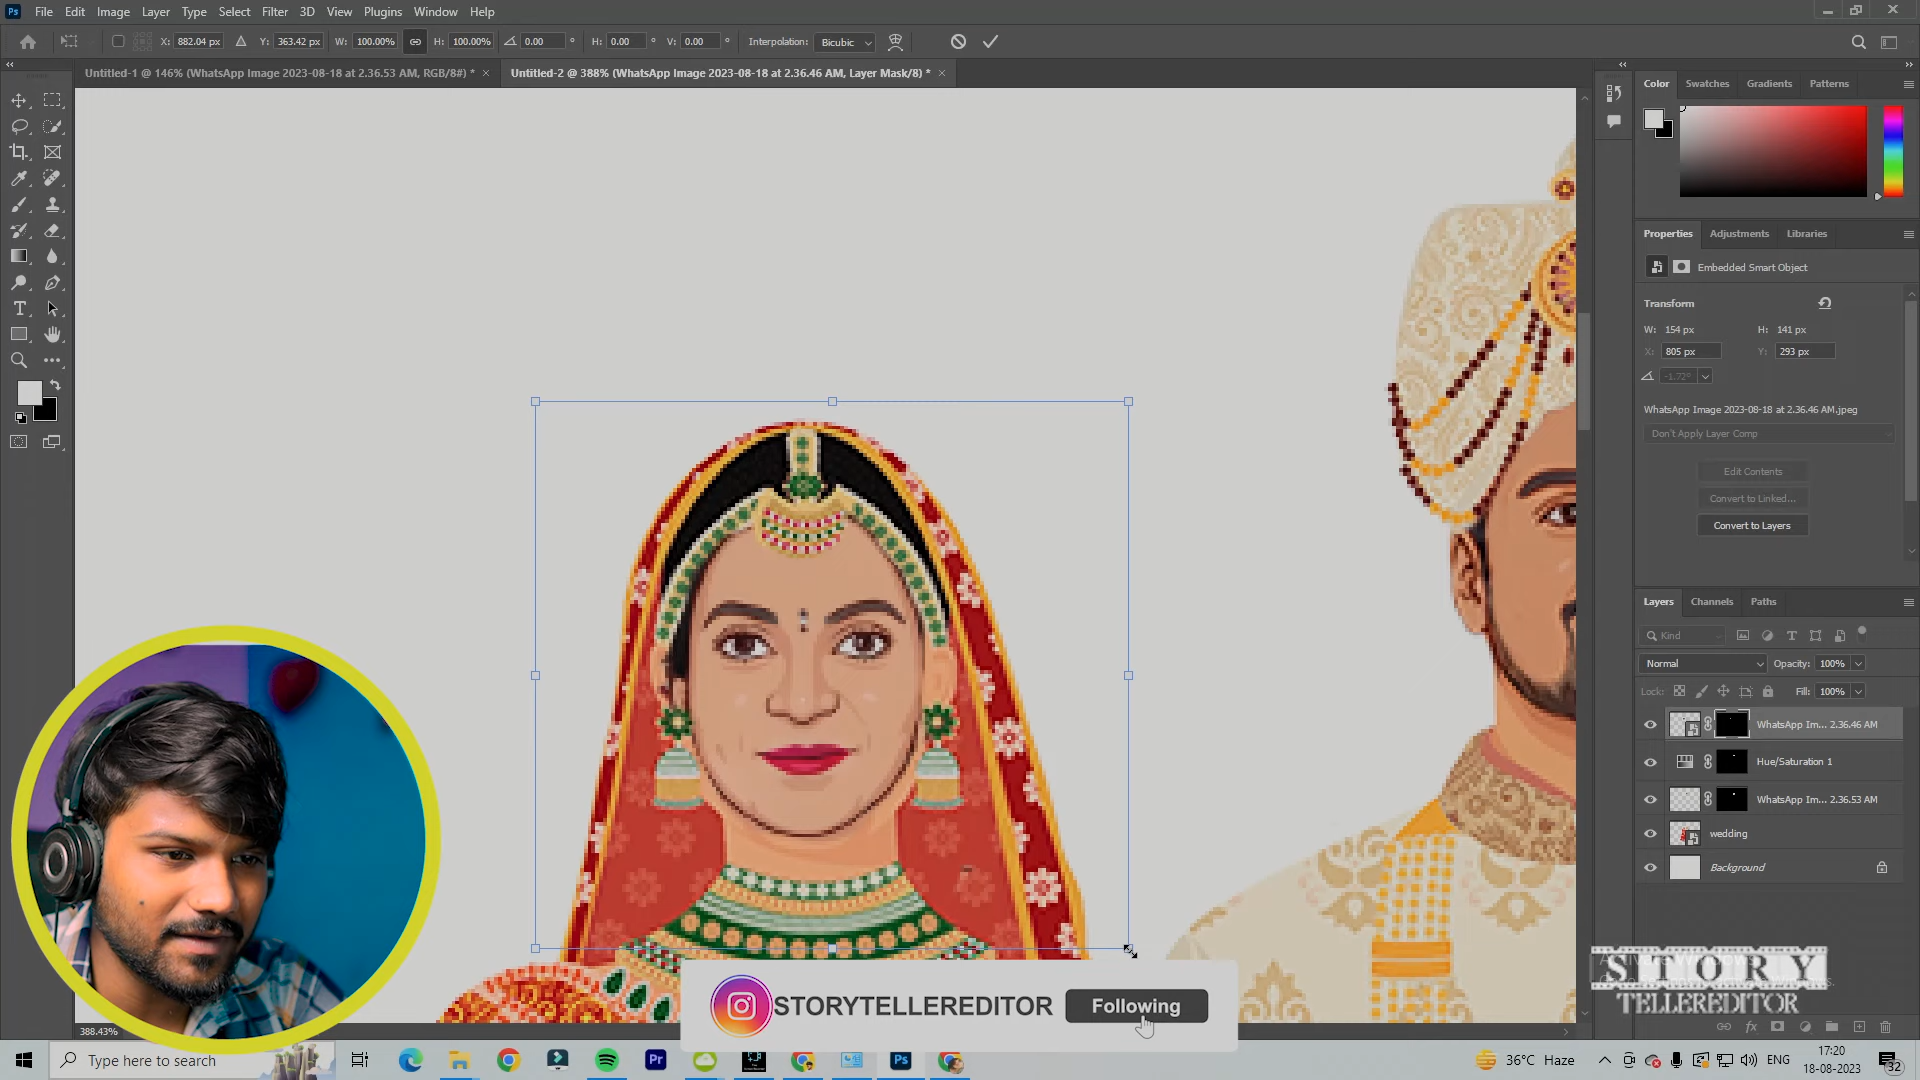 Ps File Edit Image Layer Type Select Filter 3D View Plugins Window Help
X: 882.04 px Y: 363.42 px W: 100.00% H: 100.00% 0.00 ° H: 0.00 ° V: 0.00 ° Interpolation: Bicubic
Untitled-1 @ 146% (WhatsApp Image 2023-08-18 at 2.36.53 AM, RGB/8#) *
Untitled-2 @ 388% (WhatsApp Image 2023-08-18 at 2.36.46 AM, Layer Mask/8) *
Color Swatches Gradients Patterns
Properties Adjustments Libraries
Embedded Smart Object
Transform
W: 154 px H: 141 px
X: 805 px Y: 293 px
-1.72°
WhatsApp Image 2023-08-18 at 2.36.46 AM.jpeg
Don't Apply Layer Comp
Edit Contents
Convert to Linked...
Convert to Layers
Layers Channels Paths
Kind
Normal Opacity: 100%
Lock: Fill: 100%
WhatsApp Im... 2.36.46 AM
Hue/Saturation 1
WhatsApp Im... 2.36.53 AM
wedding
Background
STORY
TELLEREDITOR
STORYTELLEREDITOR Following
388.43%
Type here to search
Pr Ps
36°C Haze
ENG
17:20
18-08-2023
32